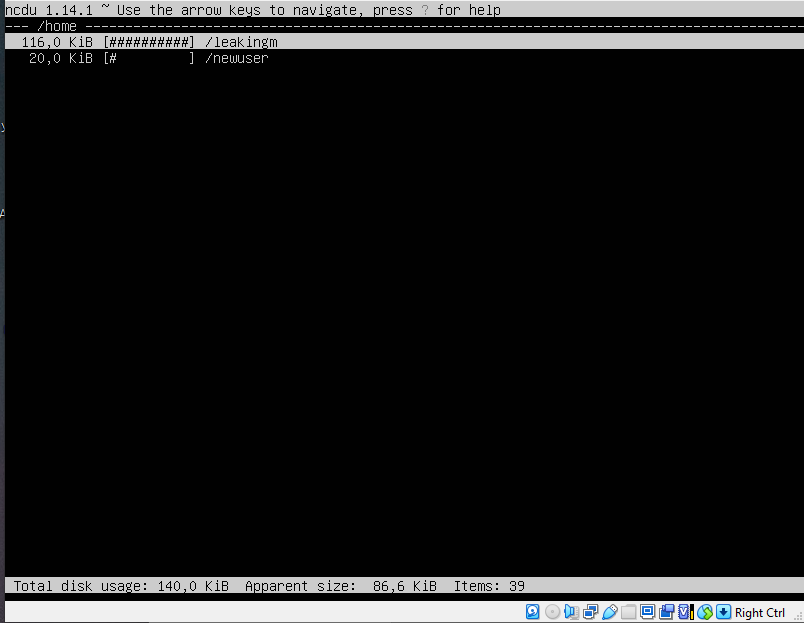 ncdu 1.14.1 ~ Use the arrow keys to navigate, press ? for help
--- /home ------------------------------------------------------------------------------------------
116,0 KiB [##########] /leakingm
20,0 KiB [#         ] /newuser
Total disk usage: 140,0 KiB  Apparent size:  86,6 KiB  Items: 39
Right Ctrl